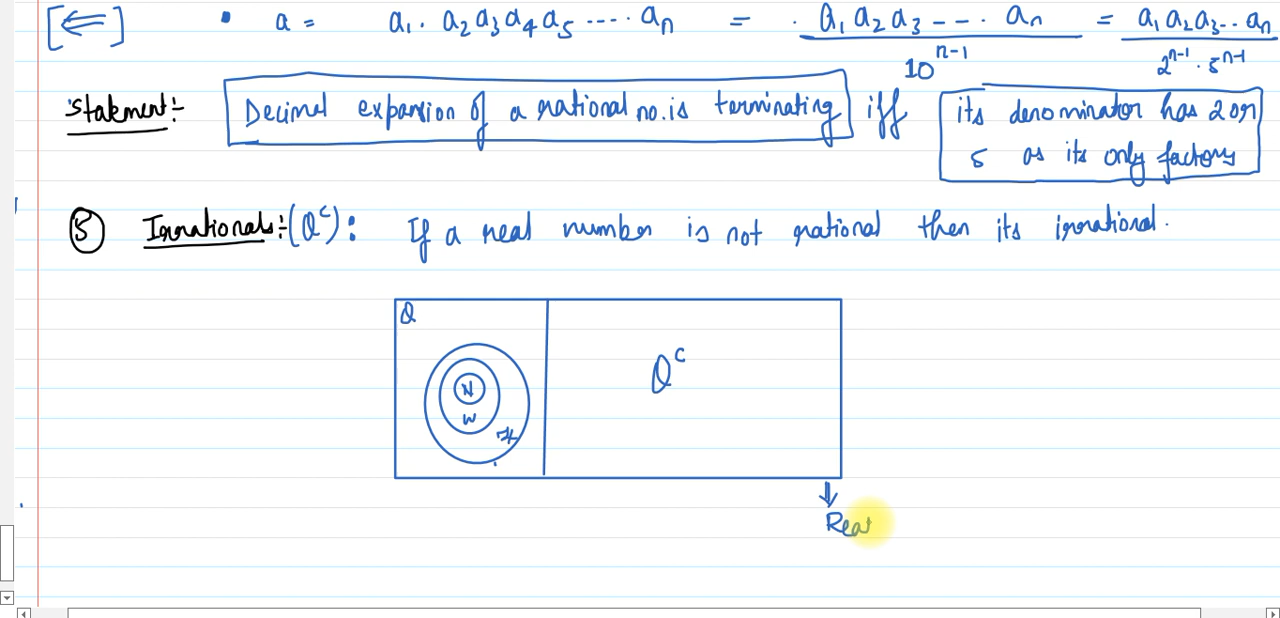 [⇐] • a = a₁. a₂a₃a₄a₅ ---- aₙ = . a₁a₂a₃--. aₙ / 10ⁿ⁻¹ = a₁a₂a₃..aₙ / 2ⁿ⁻¹ . 5ⁿ⁻¹
Statement:- Decimal expansion of a rational no. is terminating iff its denominator has 2 or
5 as its only factors
⑤ Irrationals:- (Qᶜ): If a real number is not rational then its irrational.
Q
Qᶜ
N
W
Z
↓
Real